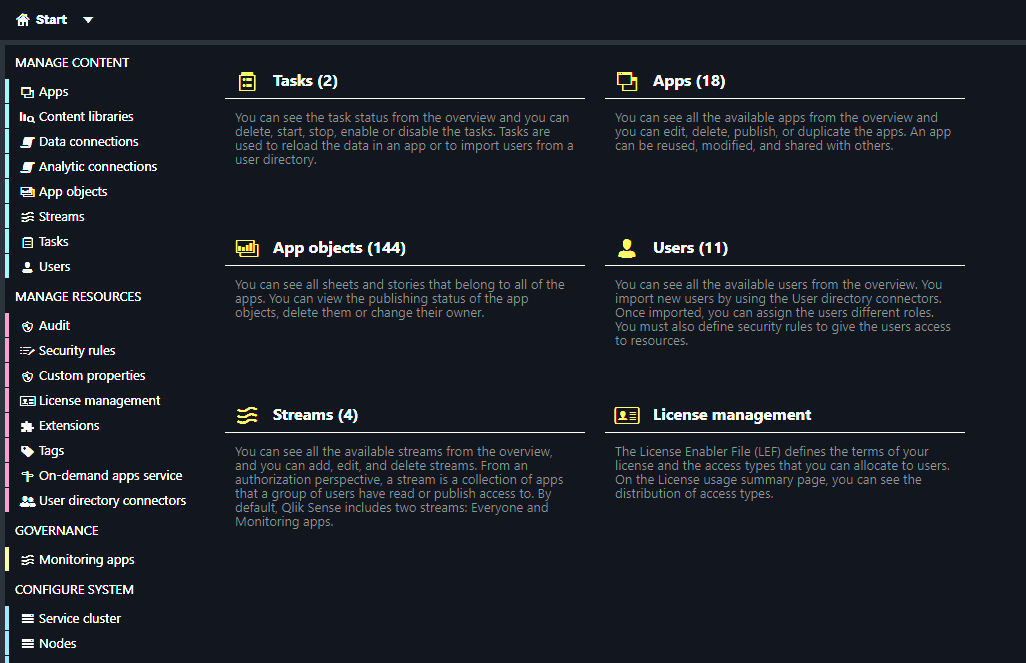 Start
MANAGE CONTENT
Apps
Content libraries
Data connections
Analytic connections
App objects
Streams
Tasks
Users
MANAGE RESOURCES
Audit
Security rules
Custom properties
License management
Extensions
Tags
On-demand apps service
User directory connectors
GOVERNANCE
Monitoring apps
CONFIGURE SYSTEM
Service cluster
Nodes
Tasks (2)
You can see the task status from the overview and you can
delete, start, stop, enable or disable the tasks. Tasks are
used to reload the data in an app or to import users from a
user directory.
Apps (18)
You can see all the available apps from the overview and
you can edit, delete, publish, or duplicate the apps. An app
can be reused, modified, and shared with others.
App objects (144)
You can see all sheets and stories that belong to all of the
apps. You can view the publishing status of the app
objects, delete them or change their owner.
Users (11)
You can see all the available users from the overview. You
import new users by using the User directory connectors.
Once imported, you can assign the users different roles.
You must also define security rules to give the users access
to resources.
Streams (4)
You can see all the available streams from the overview,
and you can add, edit, and delete streams. From an
authorization perspective, a stream is a collection of apps
that a group of users have read or publish access to. By
default, Qlik Sense includes two streams: Everyone and
Monitoring apps.
License management
The License Enabler File (LEF) defines the terms of your
license and the access types that you can allocate to users.
On the License usage summary page, you can see the
distribution of access types.